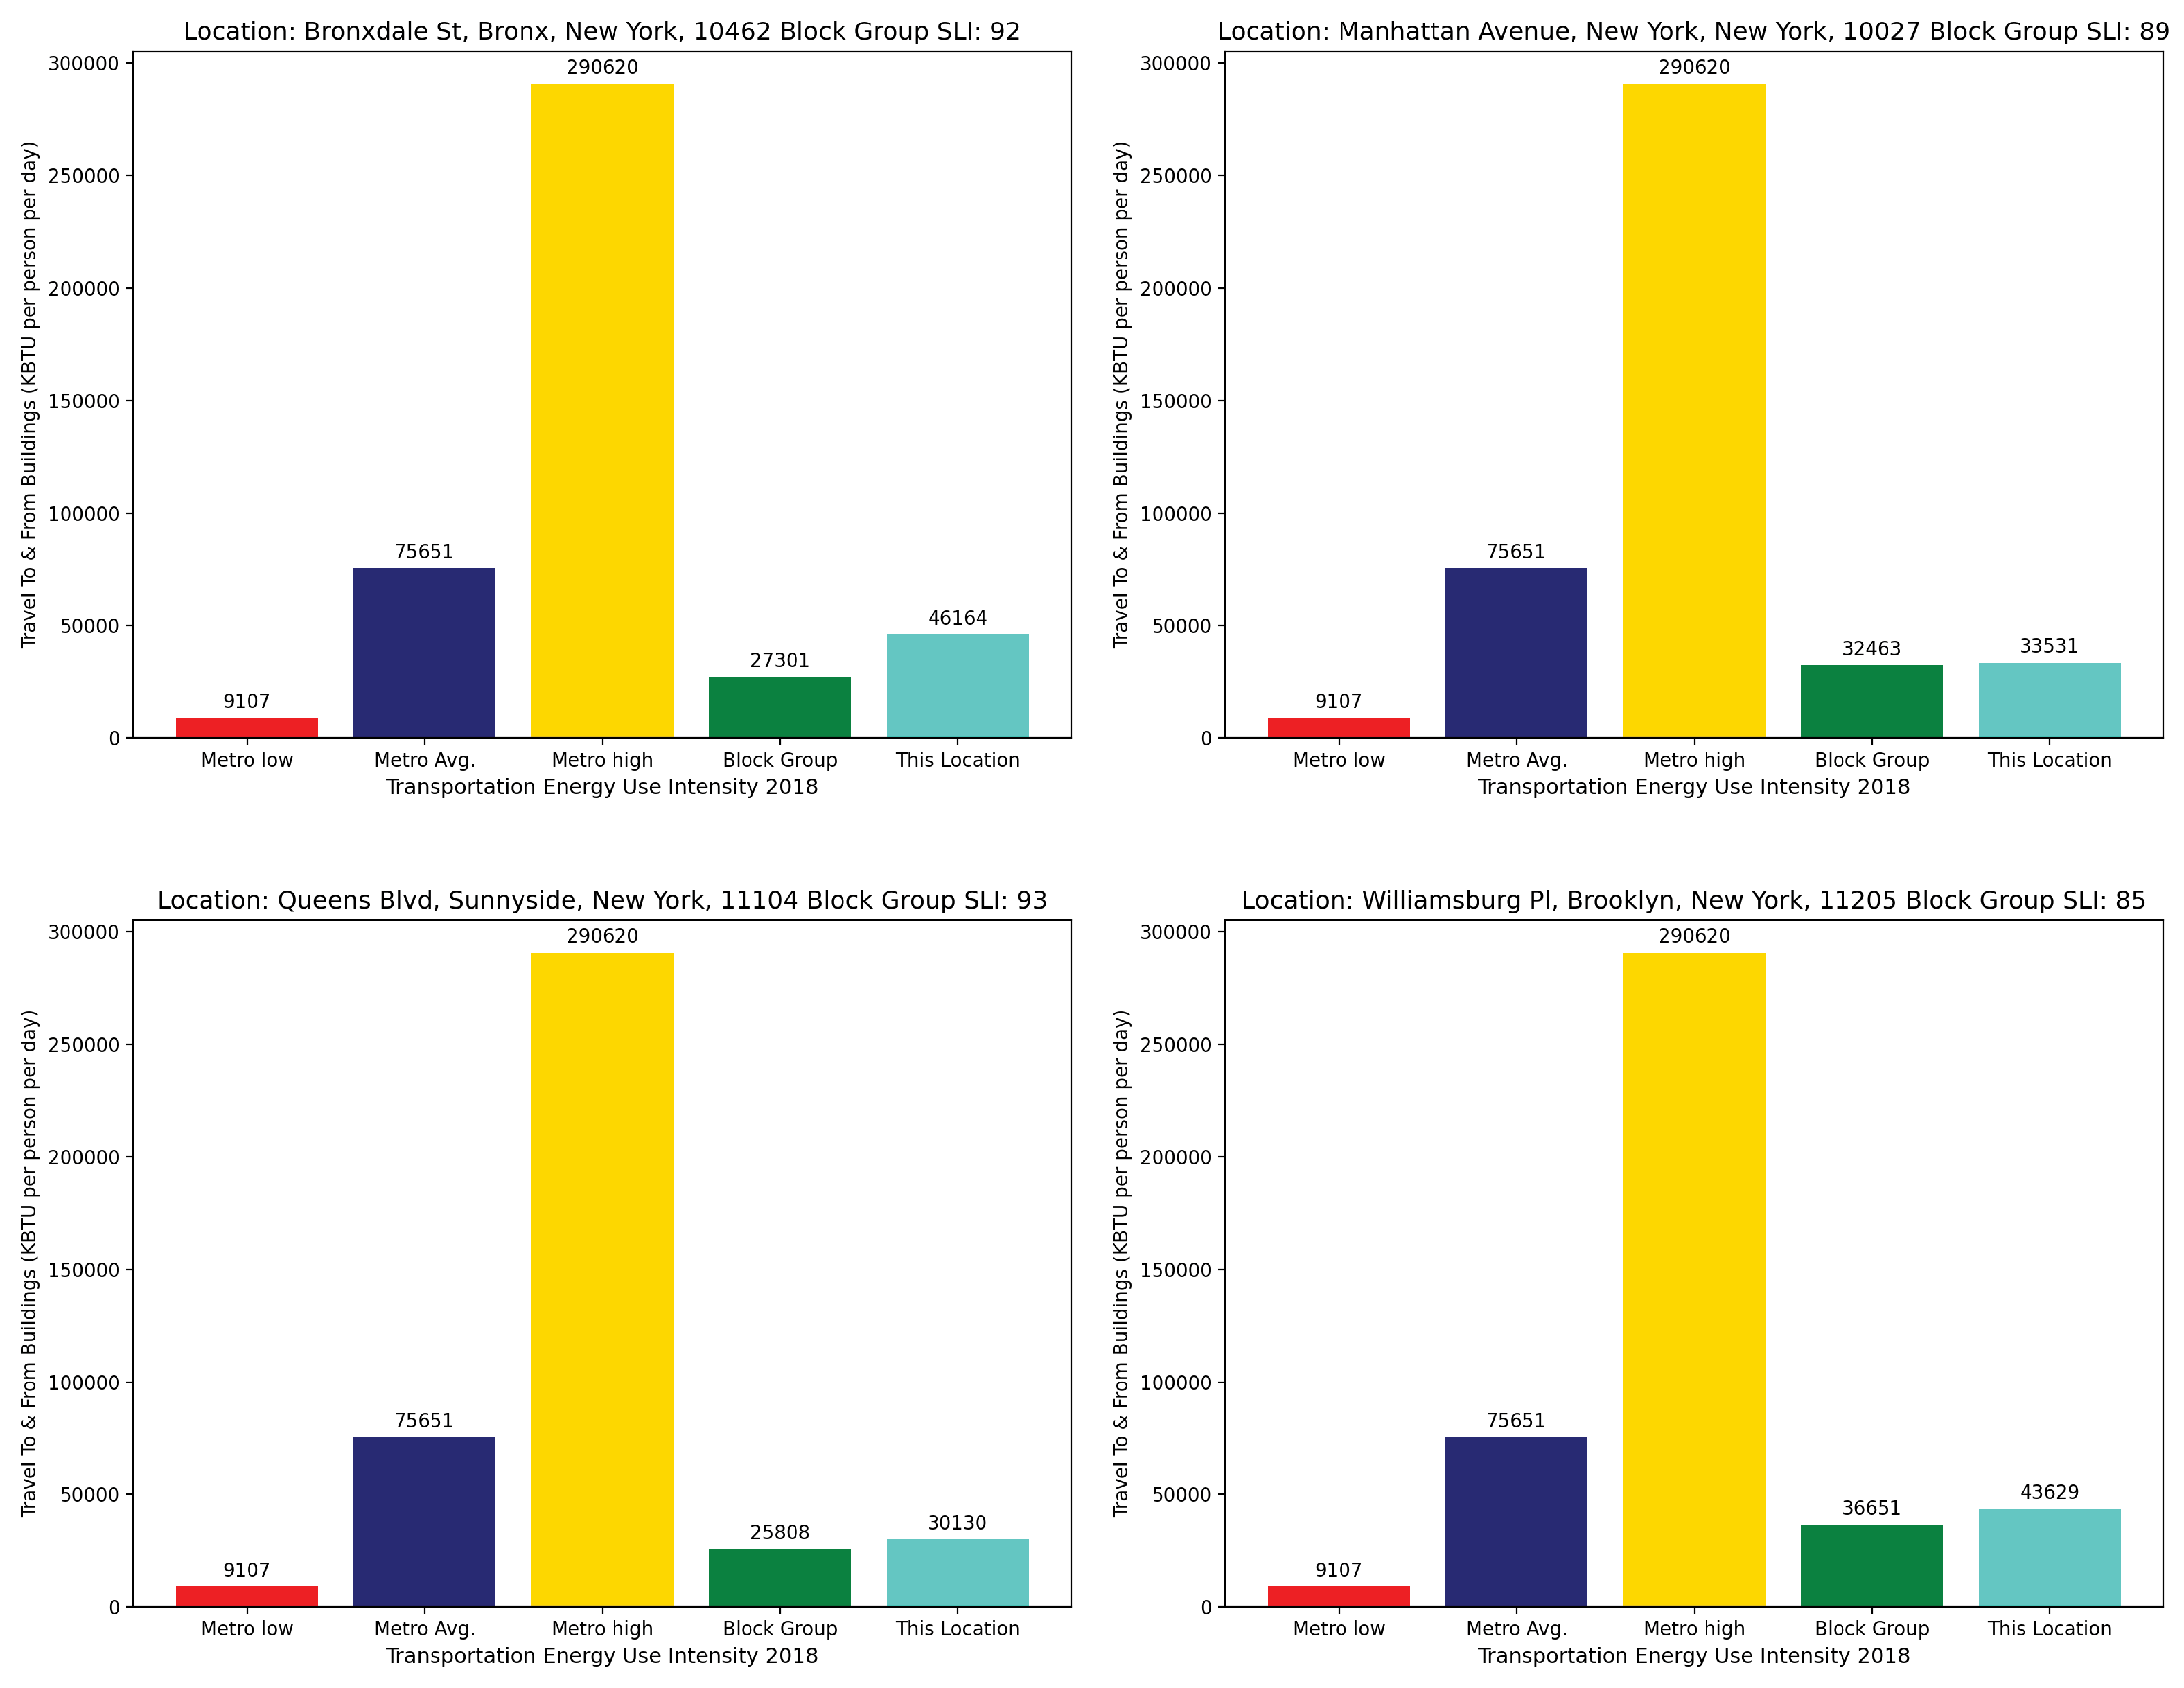 Location: Bronxdale St, Bronx, New York, 10462 Block Group SLI: 92
Travel To & From Buildings (KBTU per person per day)
300000
250000
200000
150000
100000
50000
0
9107
75651
290620
27301
46164
Metro low
Metro Avg.
Metro high
Block Group
This Location
Transportation Energy Use Intensity 2018
Location: Manhattan Avenue, New York, New York, 10027 Block Group SLI: 89
Travel To & From Buildings (KBTU per person per day)
300000
250000
200000
150000
100000
50000
0
9107
75651
290620
32463
33531
Metro low
Metro Avg.
Metro high
Block Group
This Location
Transportation Energy Use Intensity 2018
Location: Queens Blvd, Sunnyside, New York, 11104 Block Group SLI: 93
Travel To & From Buildings (KBTU per person per day)
300000
250000
200000
150000
100000
50000
0
9107
75651
290620
25808
30130
Metro low
Metro Avg.
Metro high
Block Group
This Location
Transportation Energy Use Intensity 2018
Location: Williamsburg Pl, Brooklyn, New York, 11205 Block Group SLI: 85
Travel To & From Buildings (KBTU per person per day)
300000
250000
200000
150000
100000
50000
0
9107
75651
290620
36651
43629
Metro low
Metro Avg.
Metro high
Block Group
This Location
Transportation Energy Use Intensity 2018